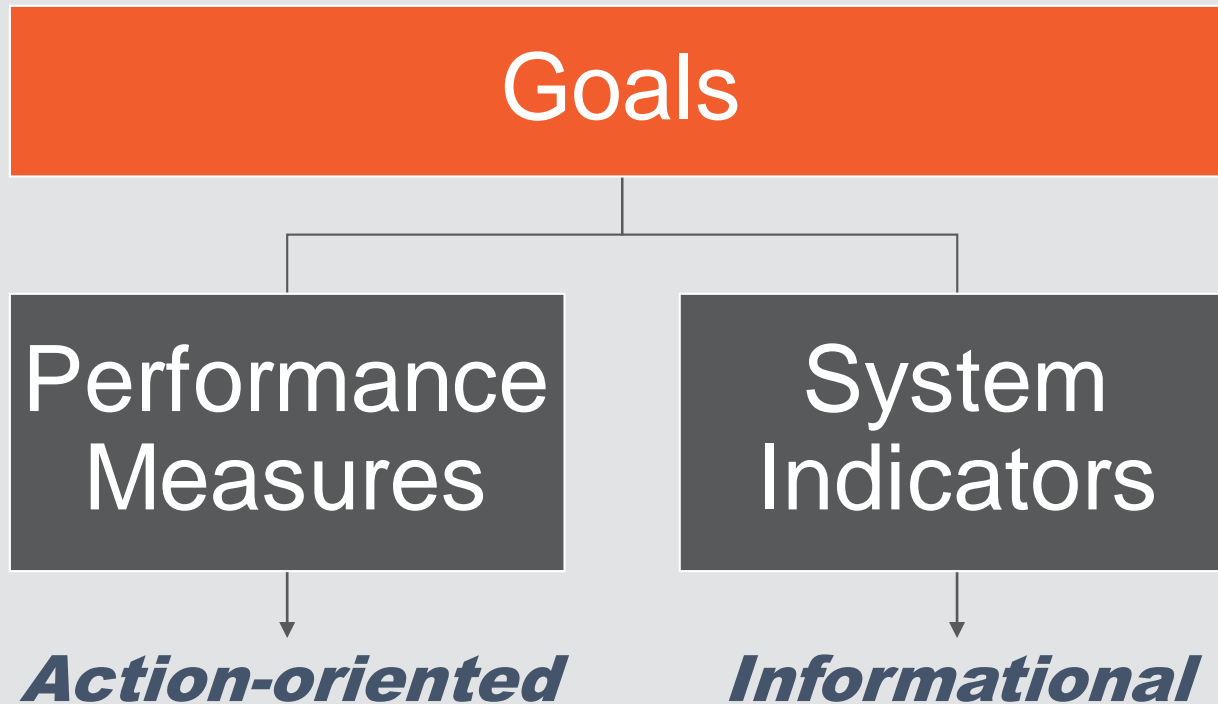 Goals
Performance
Measures
System
Indicators
Action-oriented
Informational